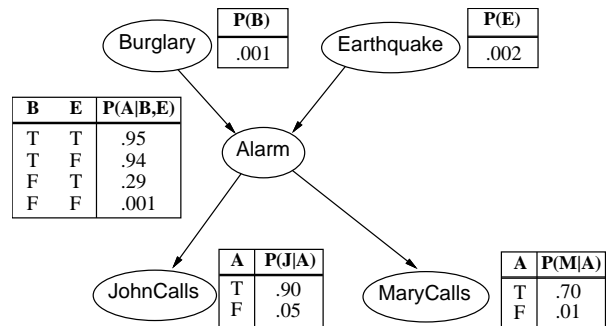 Burglary
P(B)
.001
Earthquake
P(E)
.002
B E P(A|B,E)
T T .95
T F .94
F T .29
F F .001
Alarm
JohnCalls
A P(J|A)
T .90
F .05
MaryCalls
A P(M|A)
T .70
F .01